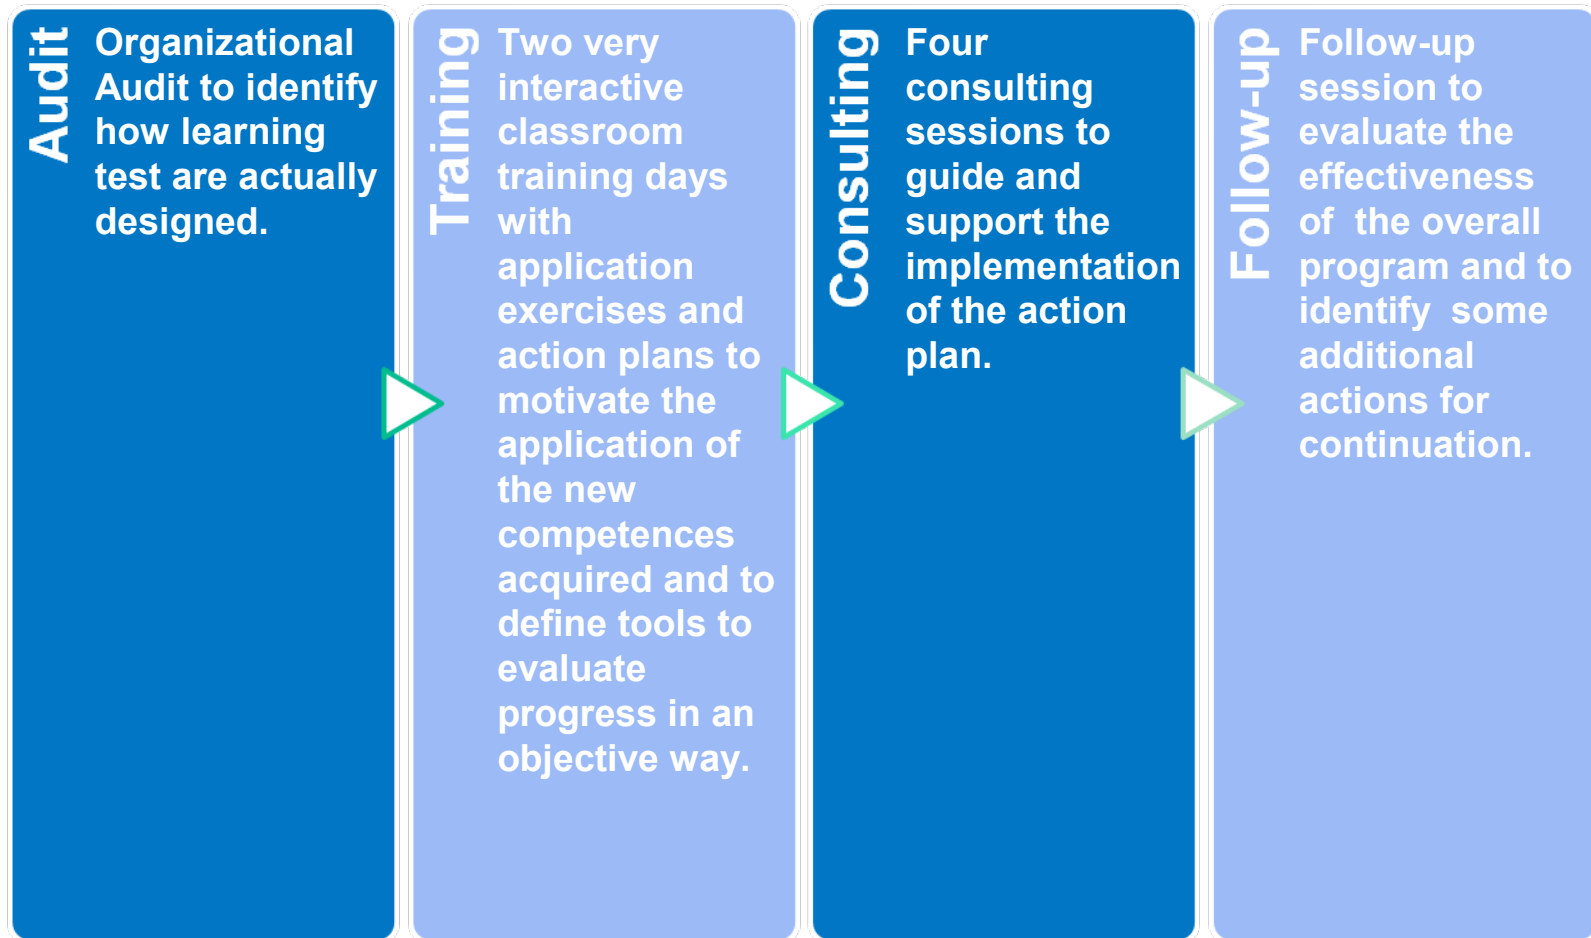 Audit
Organizational
Audit to identify
how learning
test are actually
designed.
Training
Two very
interactive
classroom
training days
with
application
exercises and
action plans to
motivate the
application of
the new
competences
acquired and to
define tools to
evaluate
progress in an
objective way.
Consulting
Four
consulting
sessions to
guide and
support the
implementation
of the action
plan.
Follow-up
Follow-up
session to
evaluate the
effectiveness
of  the overall
program and to
identify  some
additional
actions for
continuation.